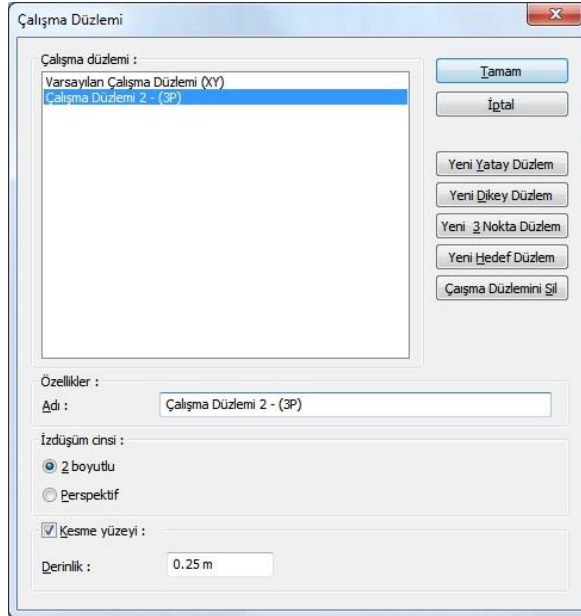 Çalışma Düzlemi
Çalışma düzlemi :
Varsayılan Çalışma Düzlemi (XY)
Çalışma Düzlemi 2 - (3P)
Tamam
İptal
Yeni Yatay Düzlem
Yeni Dikey Düzlem
Yeni 3 Nokta Düzlem
Yeni Hedef Düzlem
Çaışma Düzlemini Sil
Özellikler :
Adı : Çalışma Düzlemi 2 - (3P)
İzdüşüm cinsi :
2 boyutlu
Perspektif
Kesme yüzeyi :
Derinlik : 0.25 m